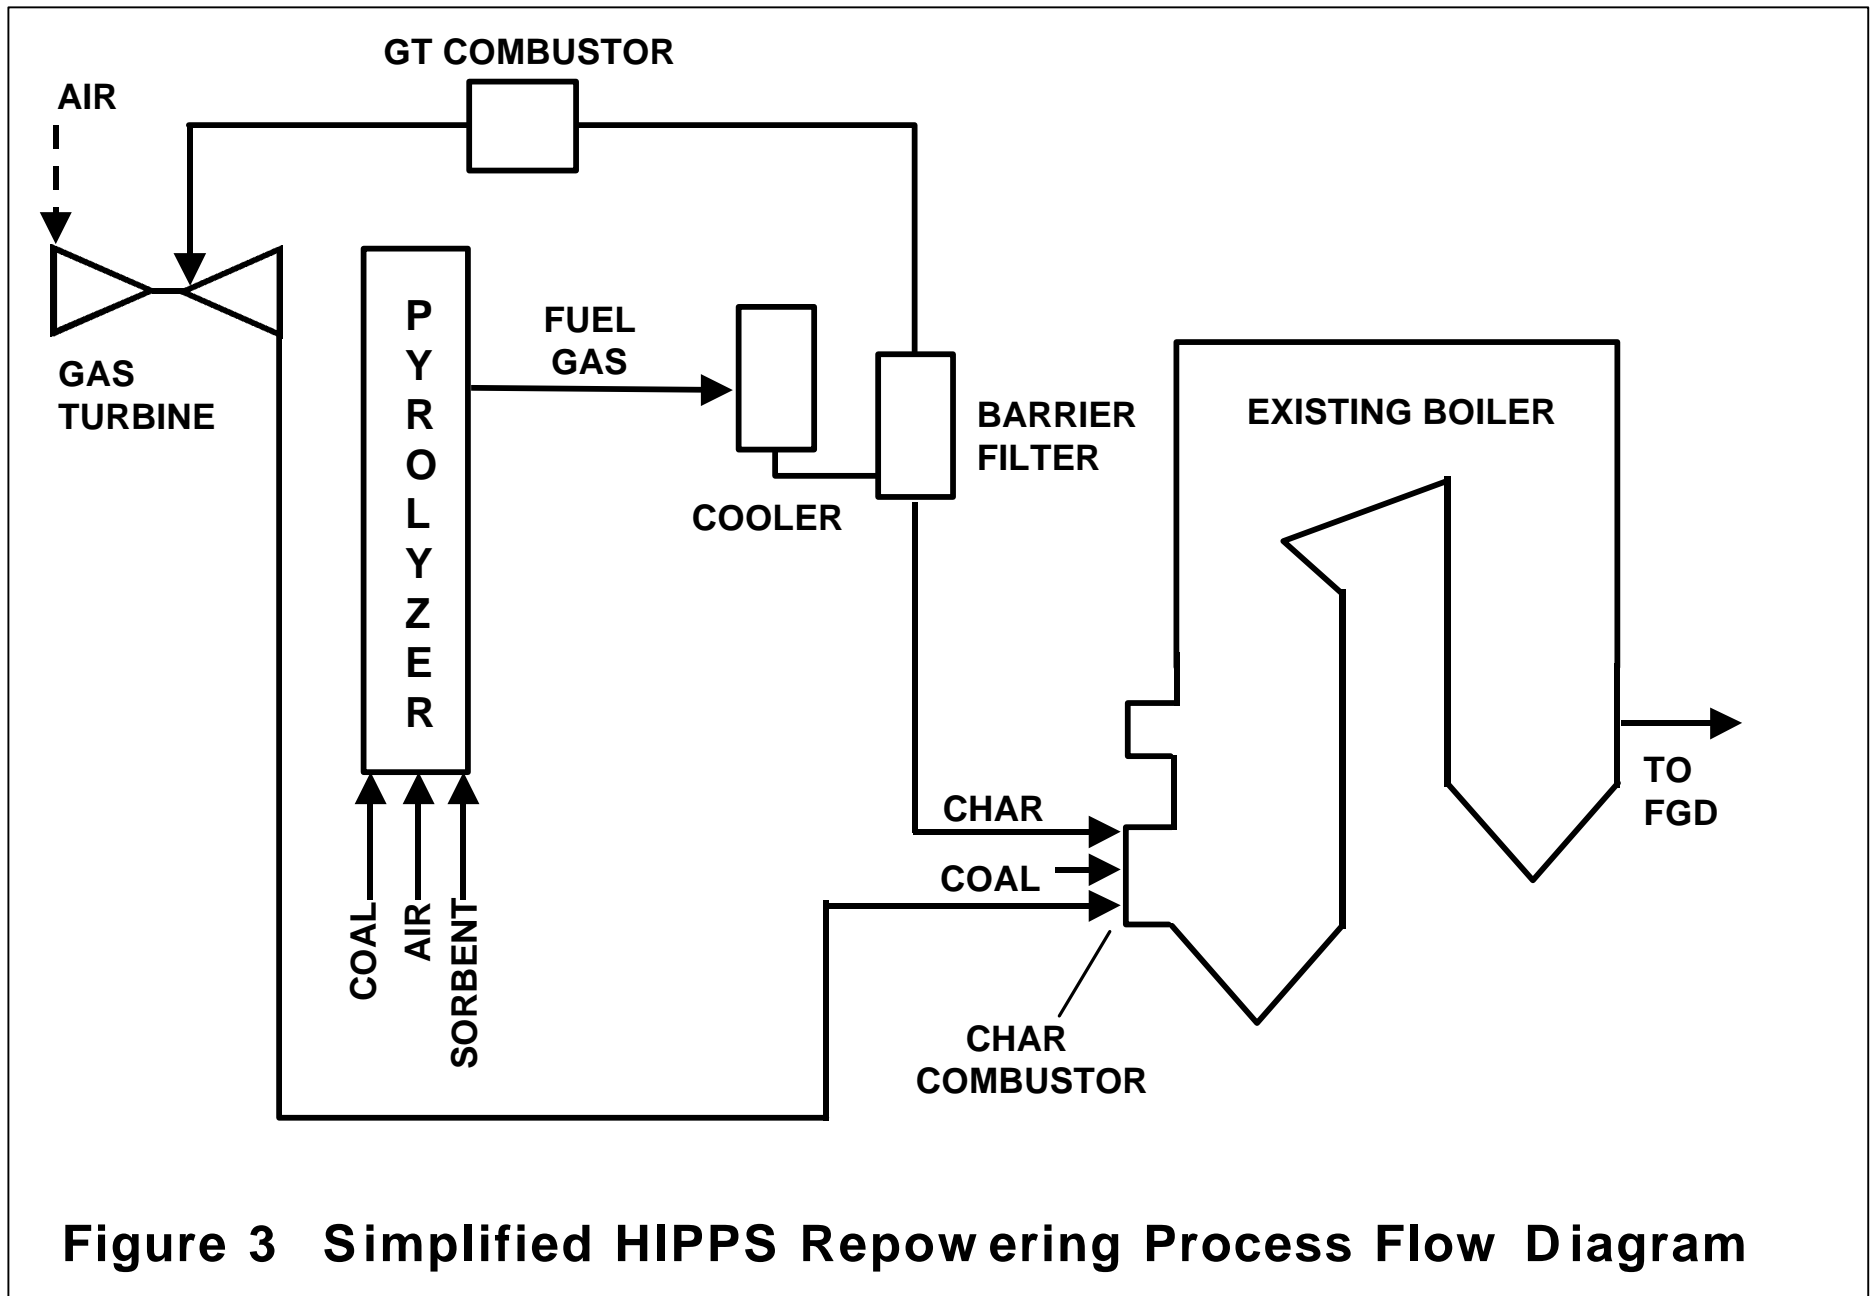 GT COMBUSTOR
AIR
GAS
TURBINE
PYROLYZER
FUEL
GAS
COOLER
BARRIER
FILTER
EXISTING BOILER
COAL
AIR
SORBENT
CHAR
COAL
CHAR
COMBUSTOR
TO
FGD
Figure 3 Simplified HIPPS Repowering Process Flow Diagram